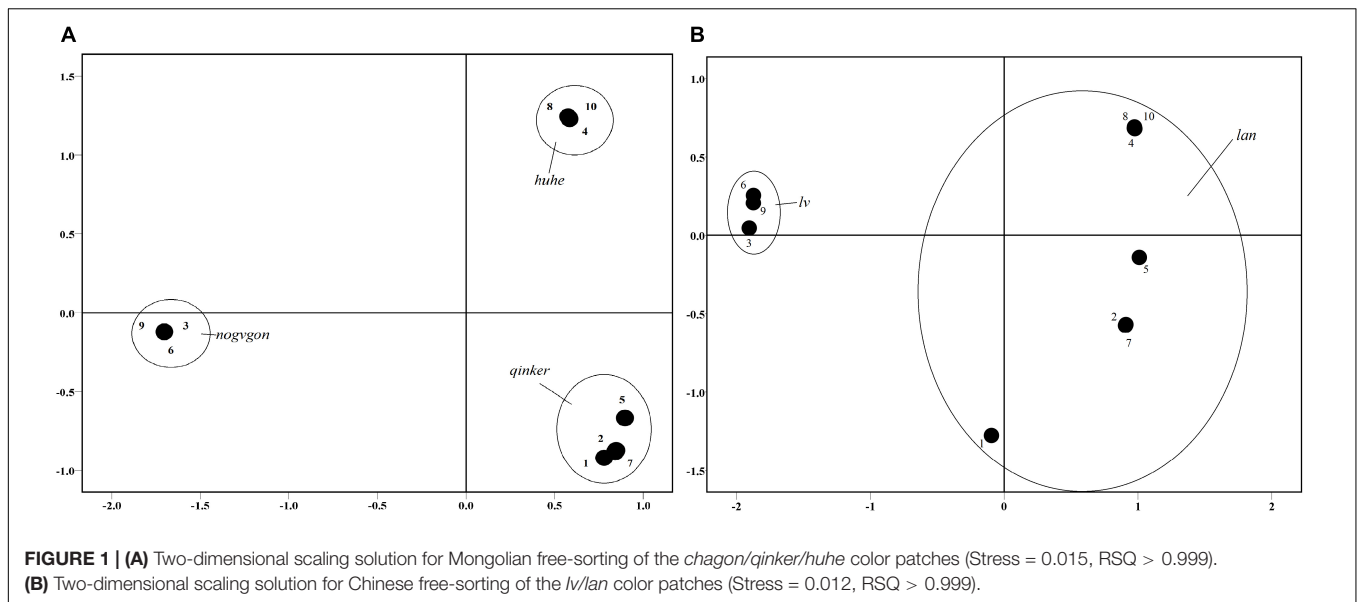 A
1.5
1.0
0.5
0.0
-0.5
-1.0
-2.0 -1.5 -1.0 -0.5 0.0 0.5 1.0
8 10
4
huhe
9 3
6
nogvgon
qinker
5
2
1 7
B
1.0
0.5
0.0
-0.5
-1.0
-1.5
-2 -1 0 1 2
8 10
4
lan
6
9
lv
3
5
2
7
1
FIGURE 1 | (A) Two-dimensional scaling solution for Mongolian free-sorting of the chagon/qinker/huhe color patches (Stress = 0.015, RSQ > 0.999).
(B) Two-dimensional scaling solution for Chinese free-sorting of the lv/lan color patches (Stress = 0.012, RSQ > 0.999).